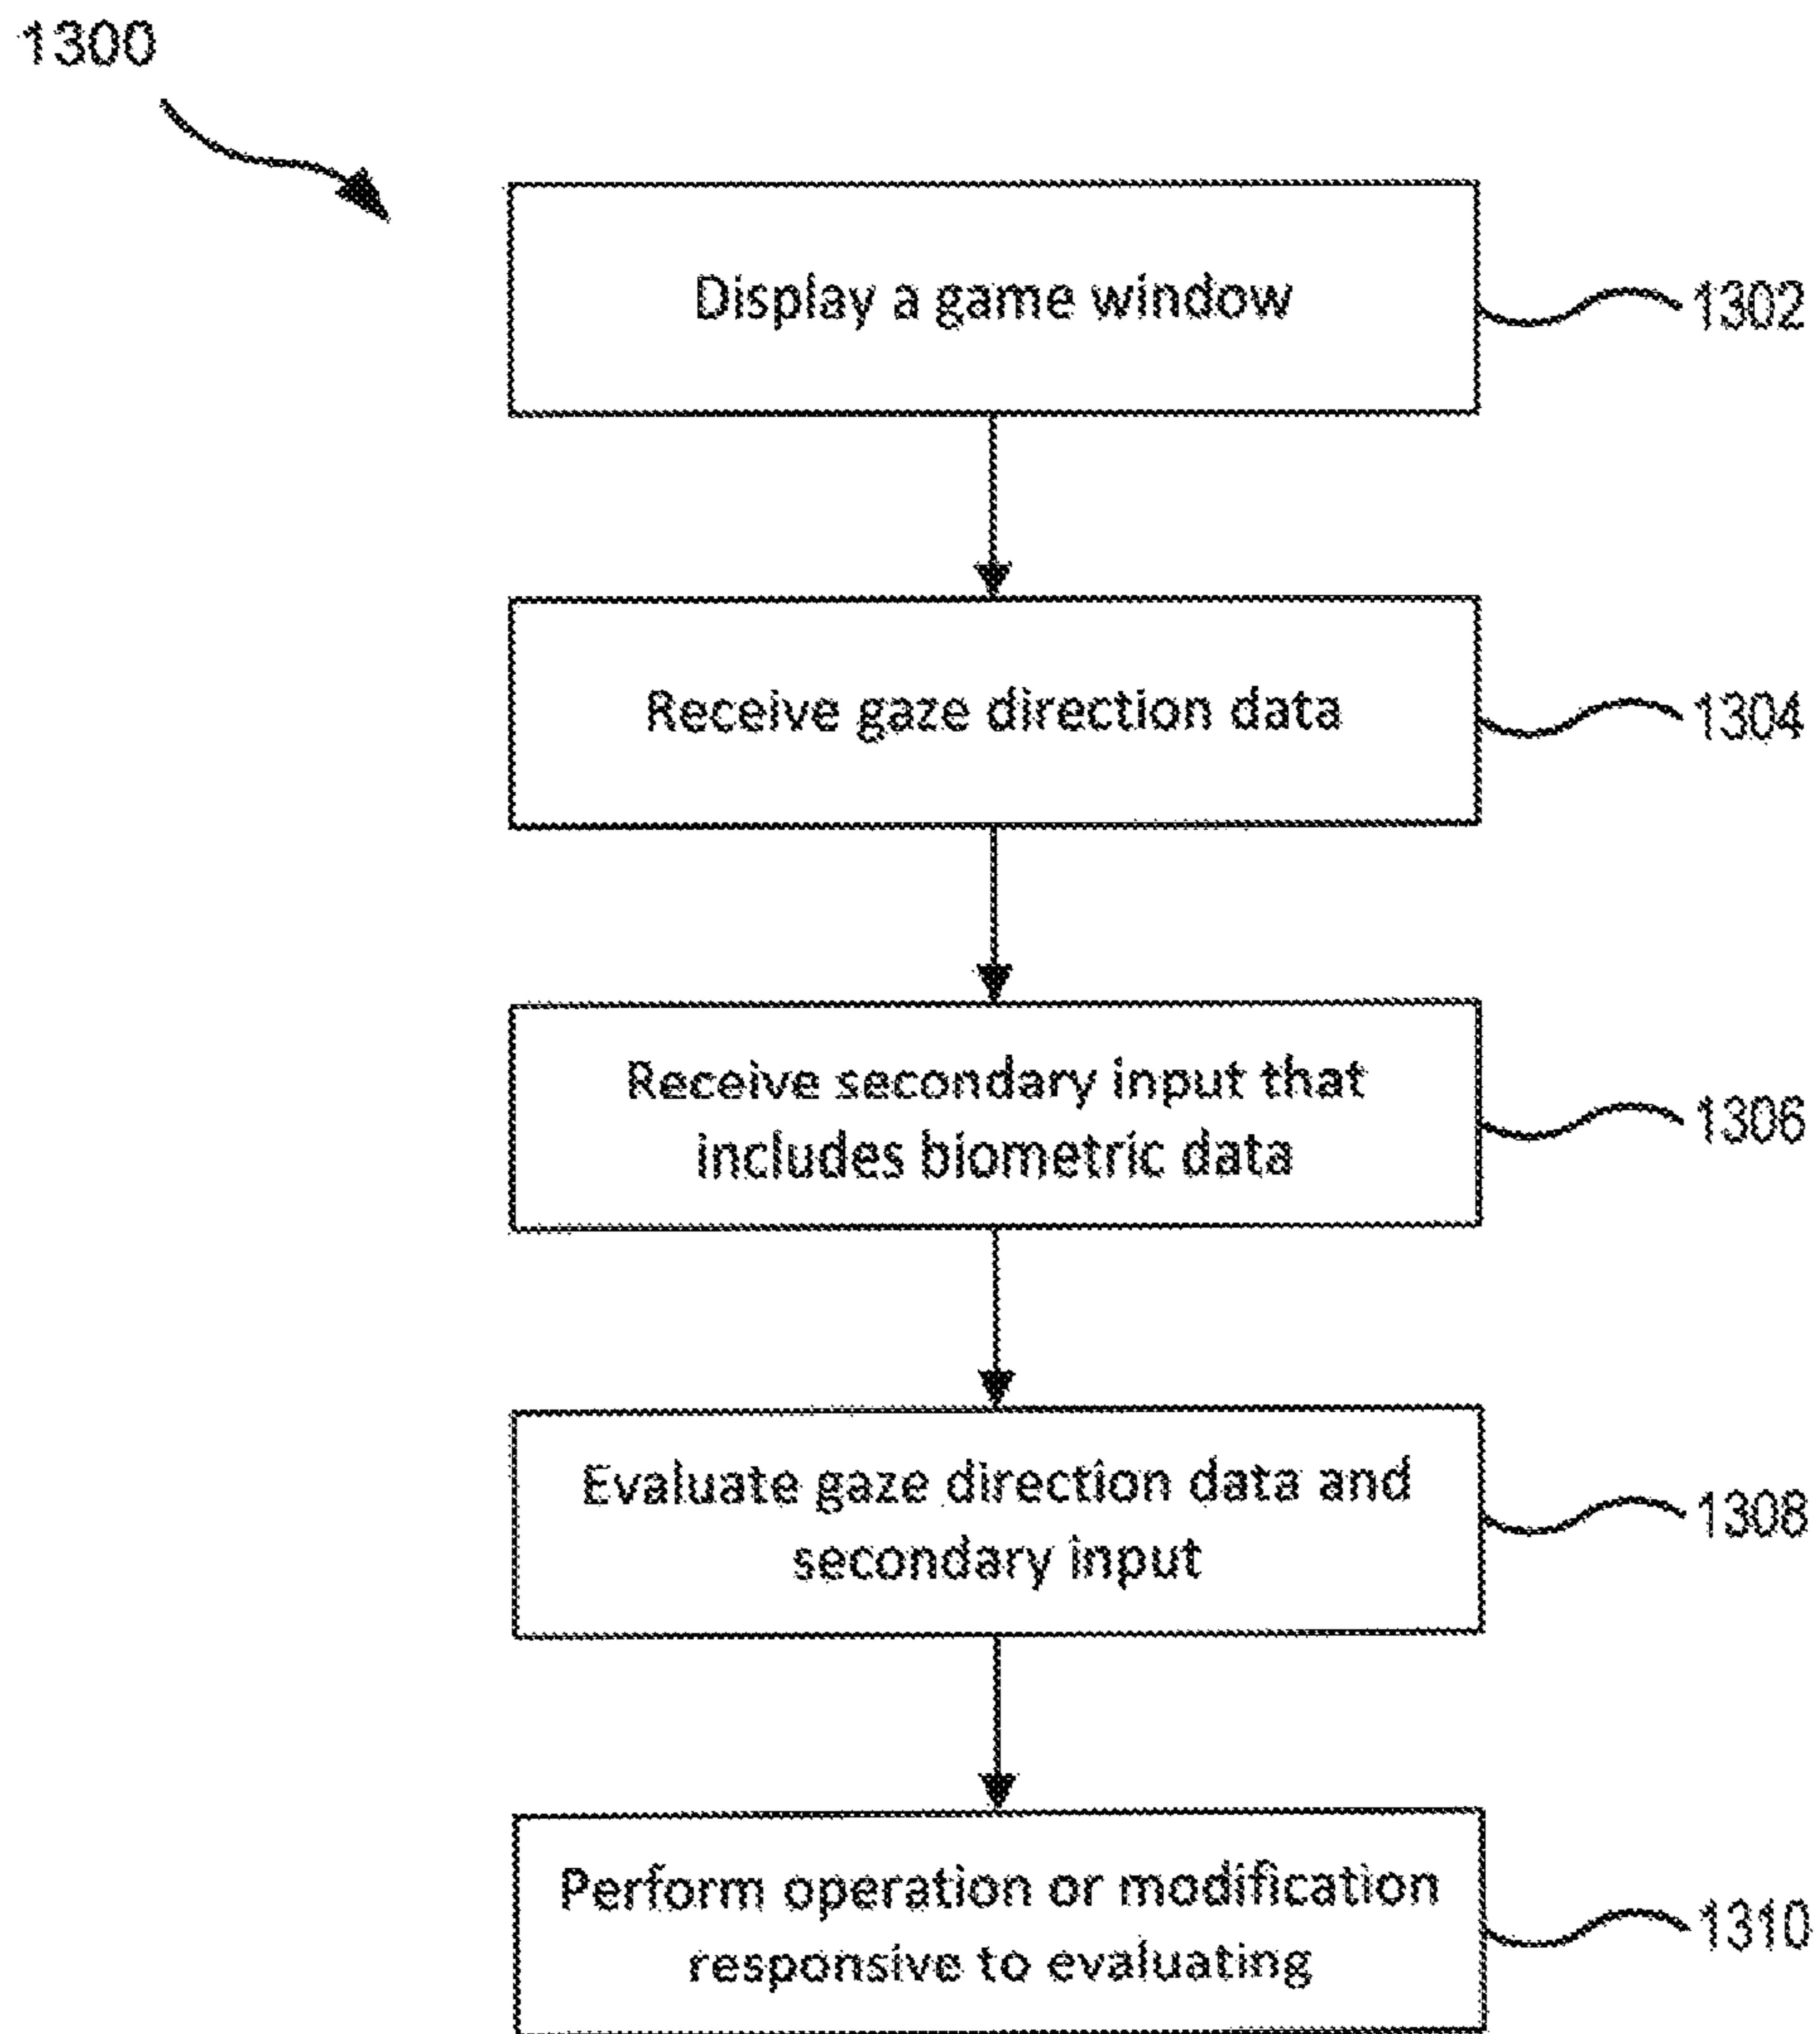 1300
Display a game window
1302
Receive gaze direction data
1304
Receive secondary input that
includes biometric data
1306
Evaluate gaze direction data and
secondary input
1308
Perform operation or modification
responsive to evaluating
1310